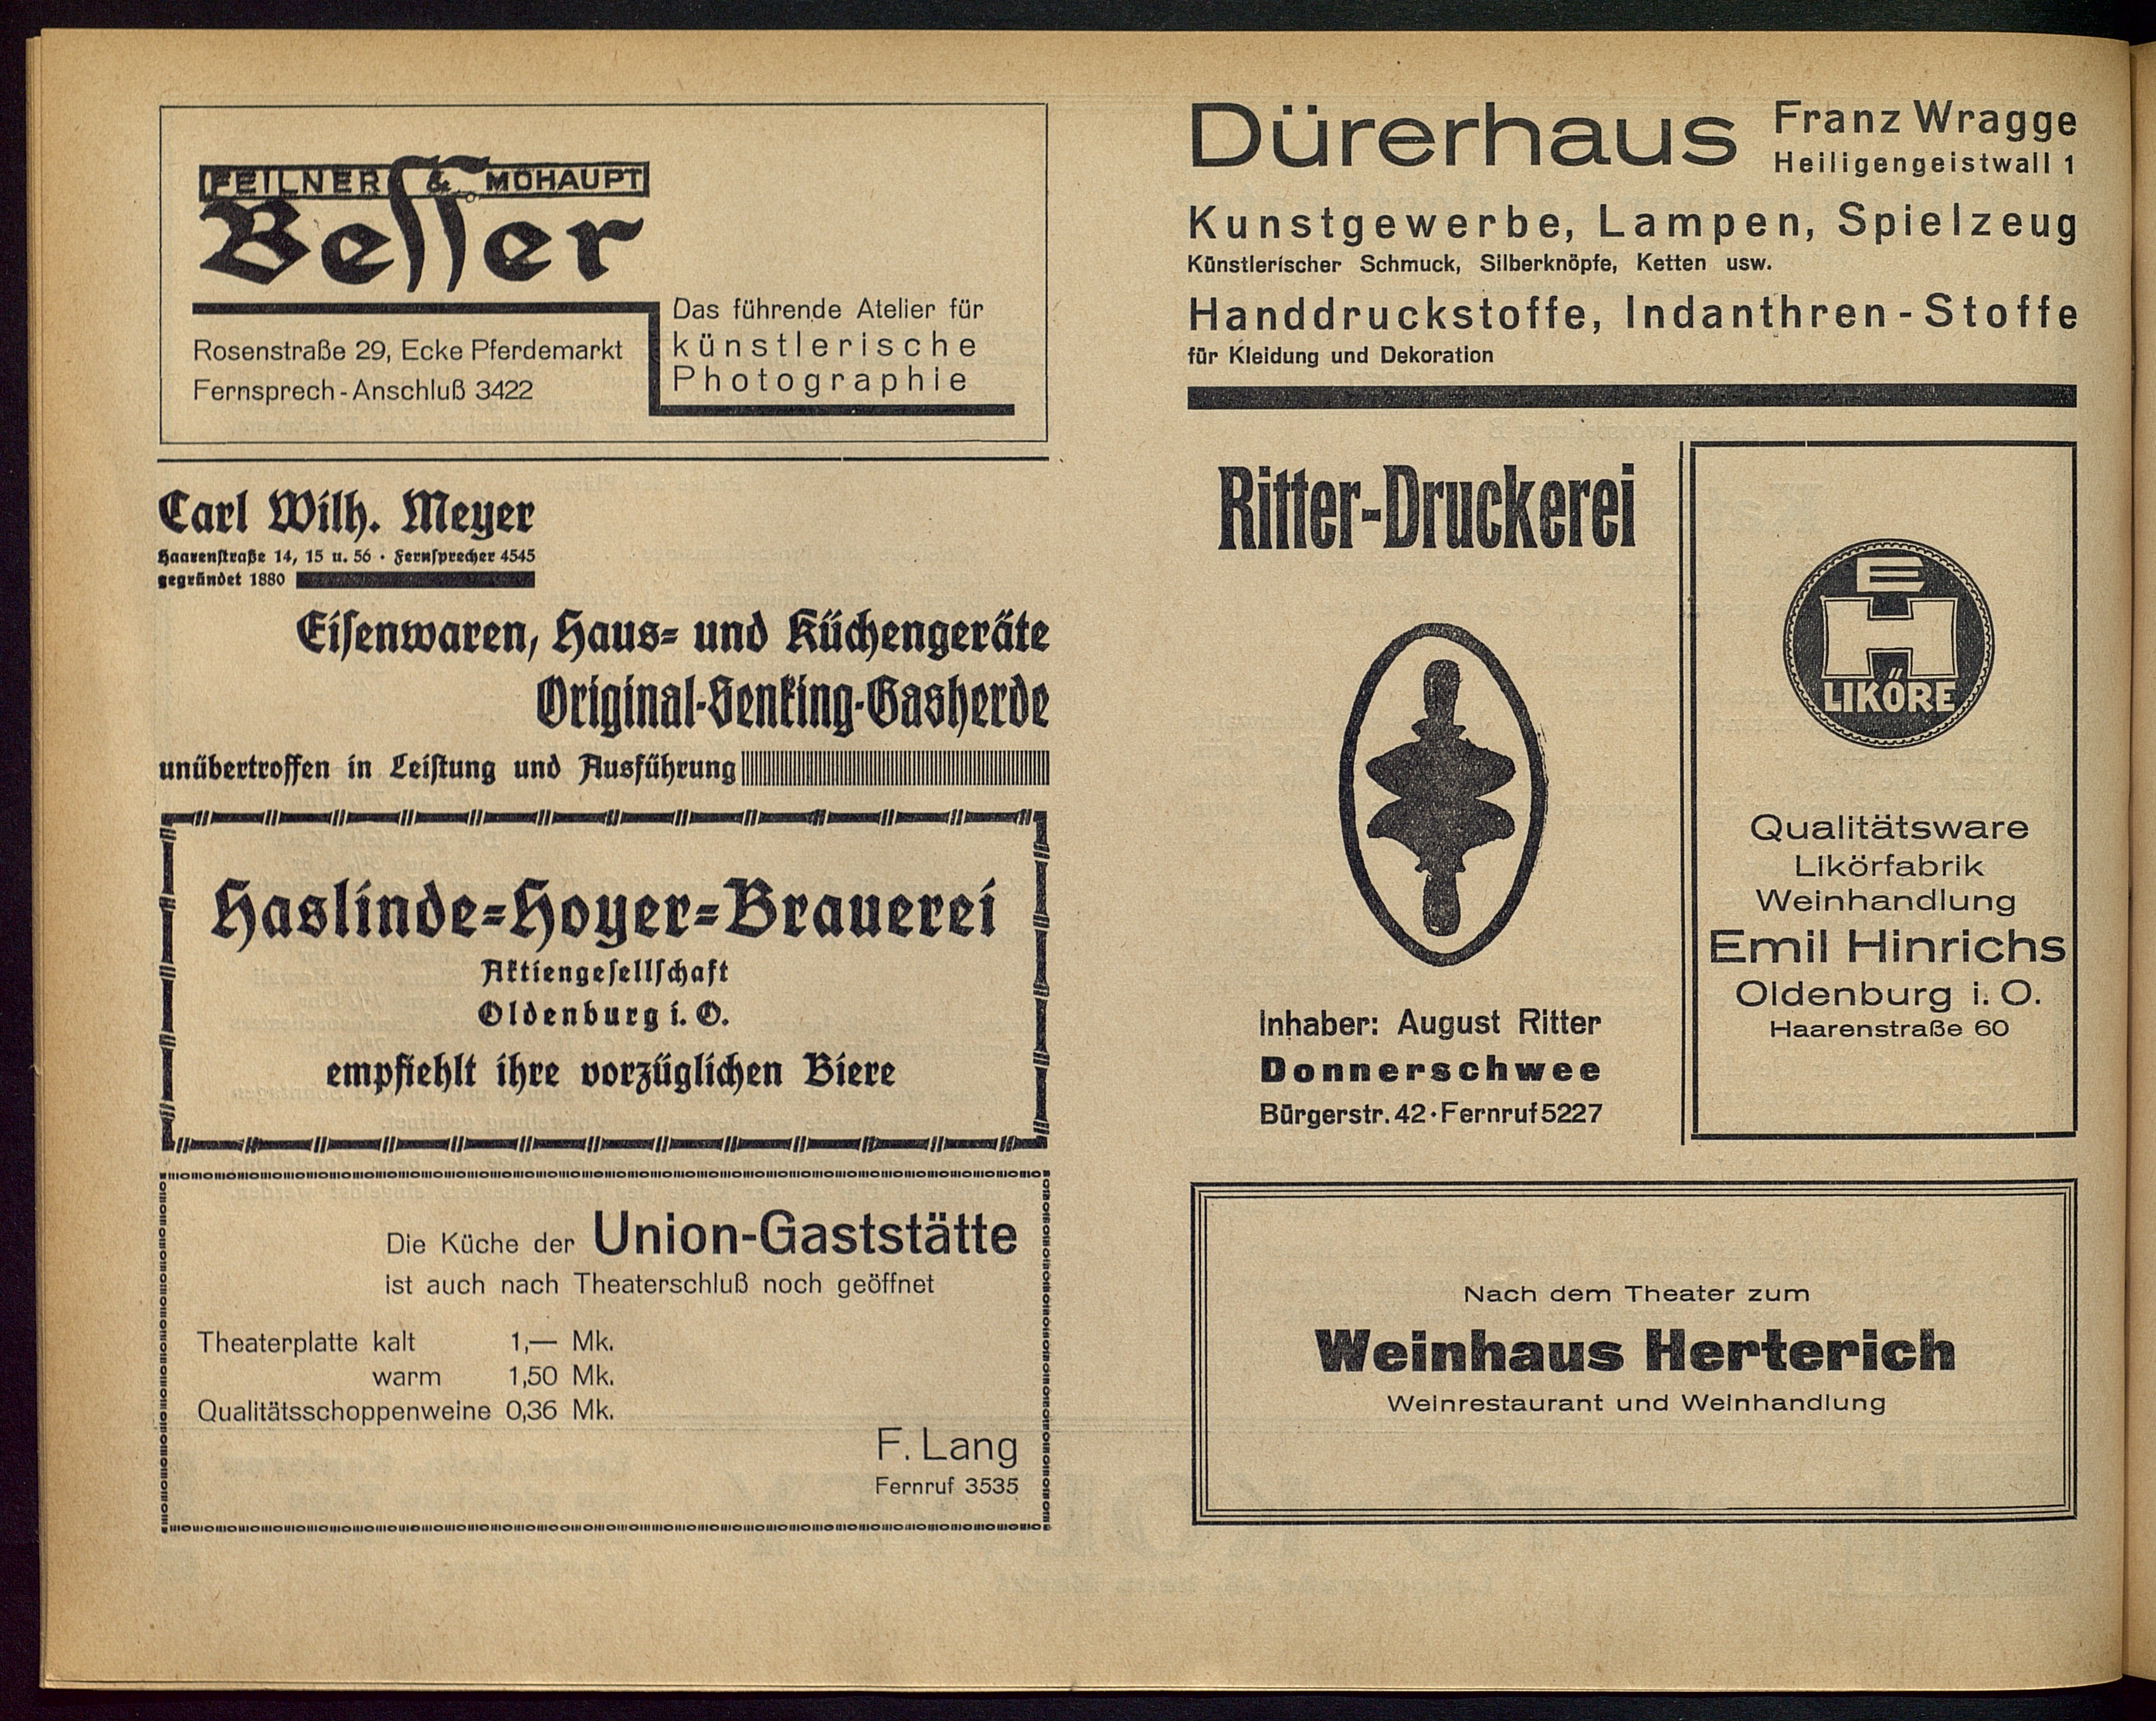 FEILNER & MOHAUPT
Besser
Rosenstraße 29, Ecke Pferdemarkt
Fernsprech-Anschluß 3422
Das führende Atelier für
künstlerische
Photographie
Carl Wilh. Meyer
Haarenstraße 14, 15 u. 56 · Fernsprecher 4545
gegründet 1880
Eisenwaren, Haus- und Küchengeräte
Original-Senking-Gasherde
unübertroffen in Leistung und Ausführung
Haslinde-Hoyer-Brauerei
Aktiengesellschaft
Oldenburg i. O.
empfiehlt ihre vorzüglichen Biere
Die Küche der Union-Gaststätte
ist auch nach Theaterschluß noch geöffnet
Theaterplatte kalt 1,— Mk.
warm 1,50 Mk.
Qualitätsschoppenweine 0,36 Mk.
F. Lang
Fernruf 3535
Dürerhaus Franz Wragge
Heiligengeistwall 1
Kunstgewerbe, Lampen, Spielzeug
Künstlerischer Schmuck, Silberknöpfe, Ketten usw.
Handdruckstoffe, Indanthren-Stoffe
für Kleidung und Dekoration
Ritter-Druckerei
Inhaber: August Ritter
Donnerschwee
Bürgerstr. 42 · Fernruf 5227
E
H
LIKÖRE
Qualitätsware
Likörfabrik
Weinhandlung
Emil Hinrichs
Oldenburg i. O.
Haarenstraße 60
Nach dem Theater zum
Weinhaus Herterich
Weinrestaurant und Weinhandlung